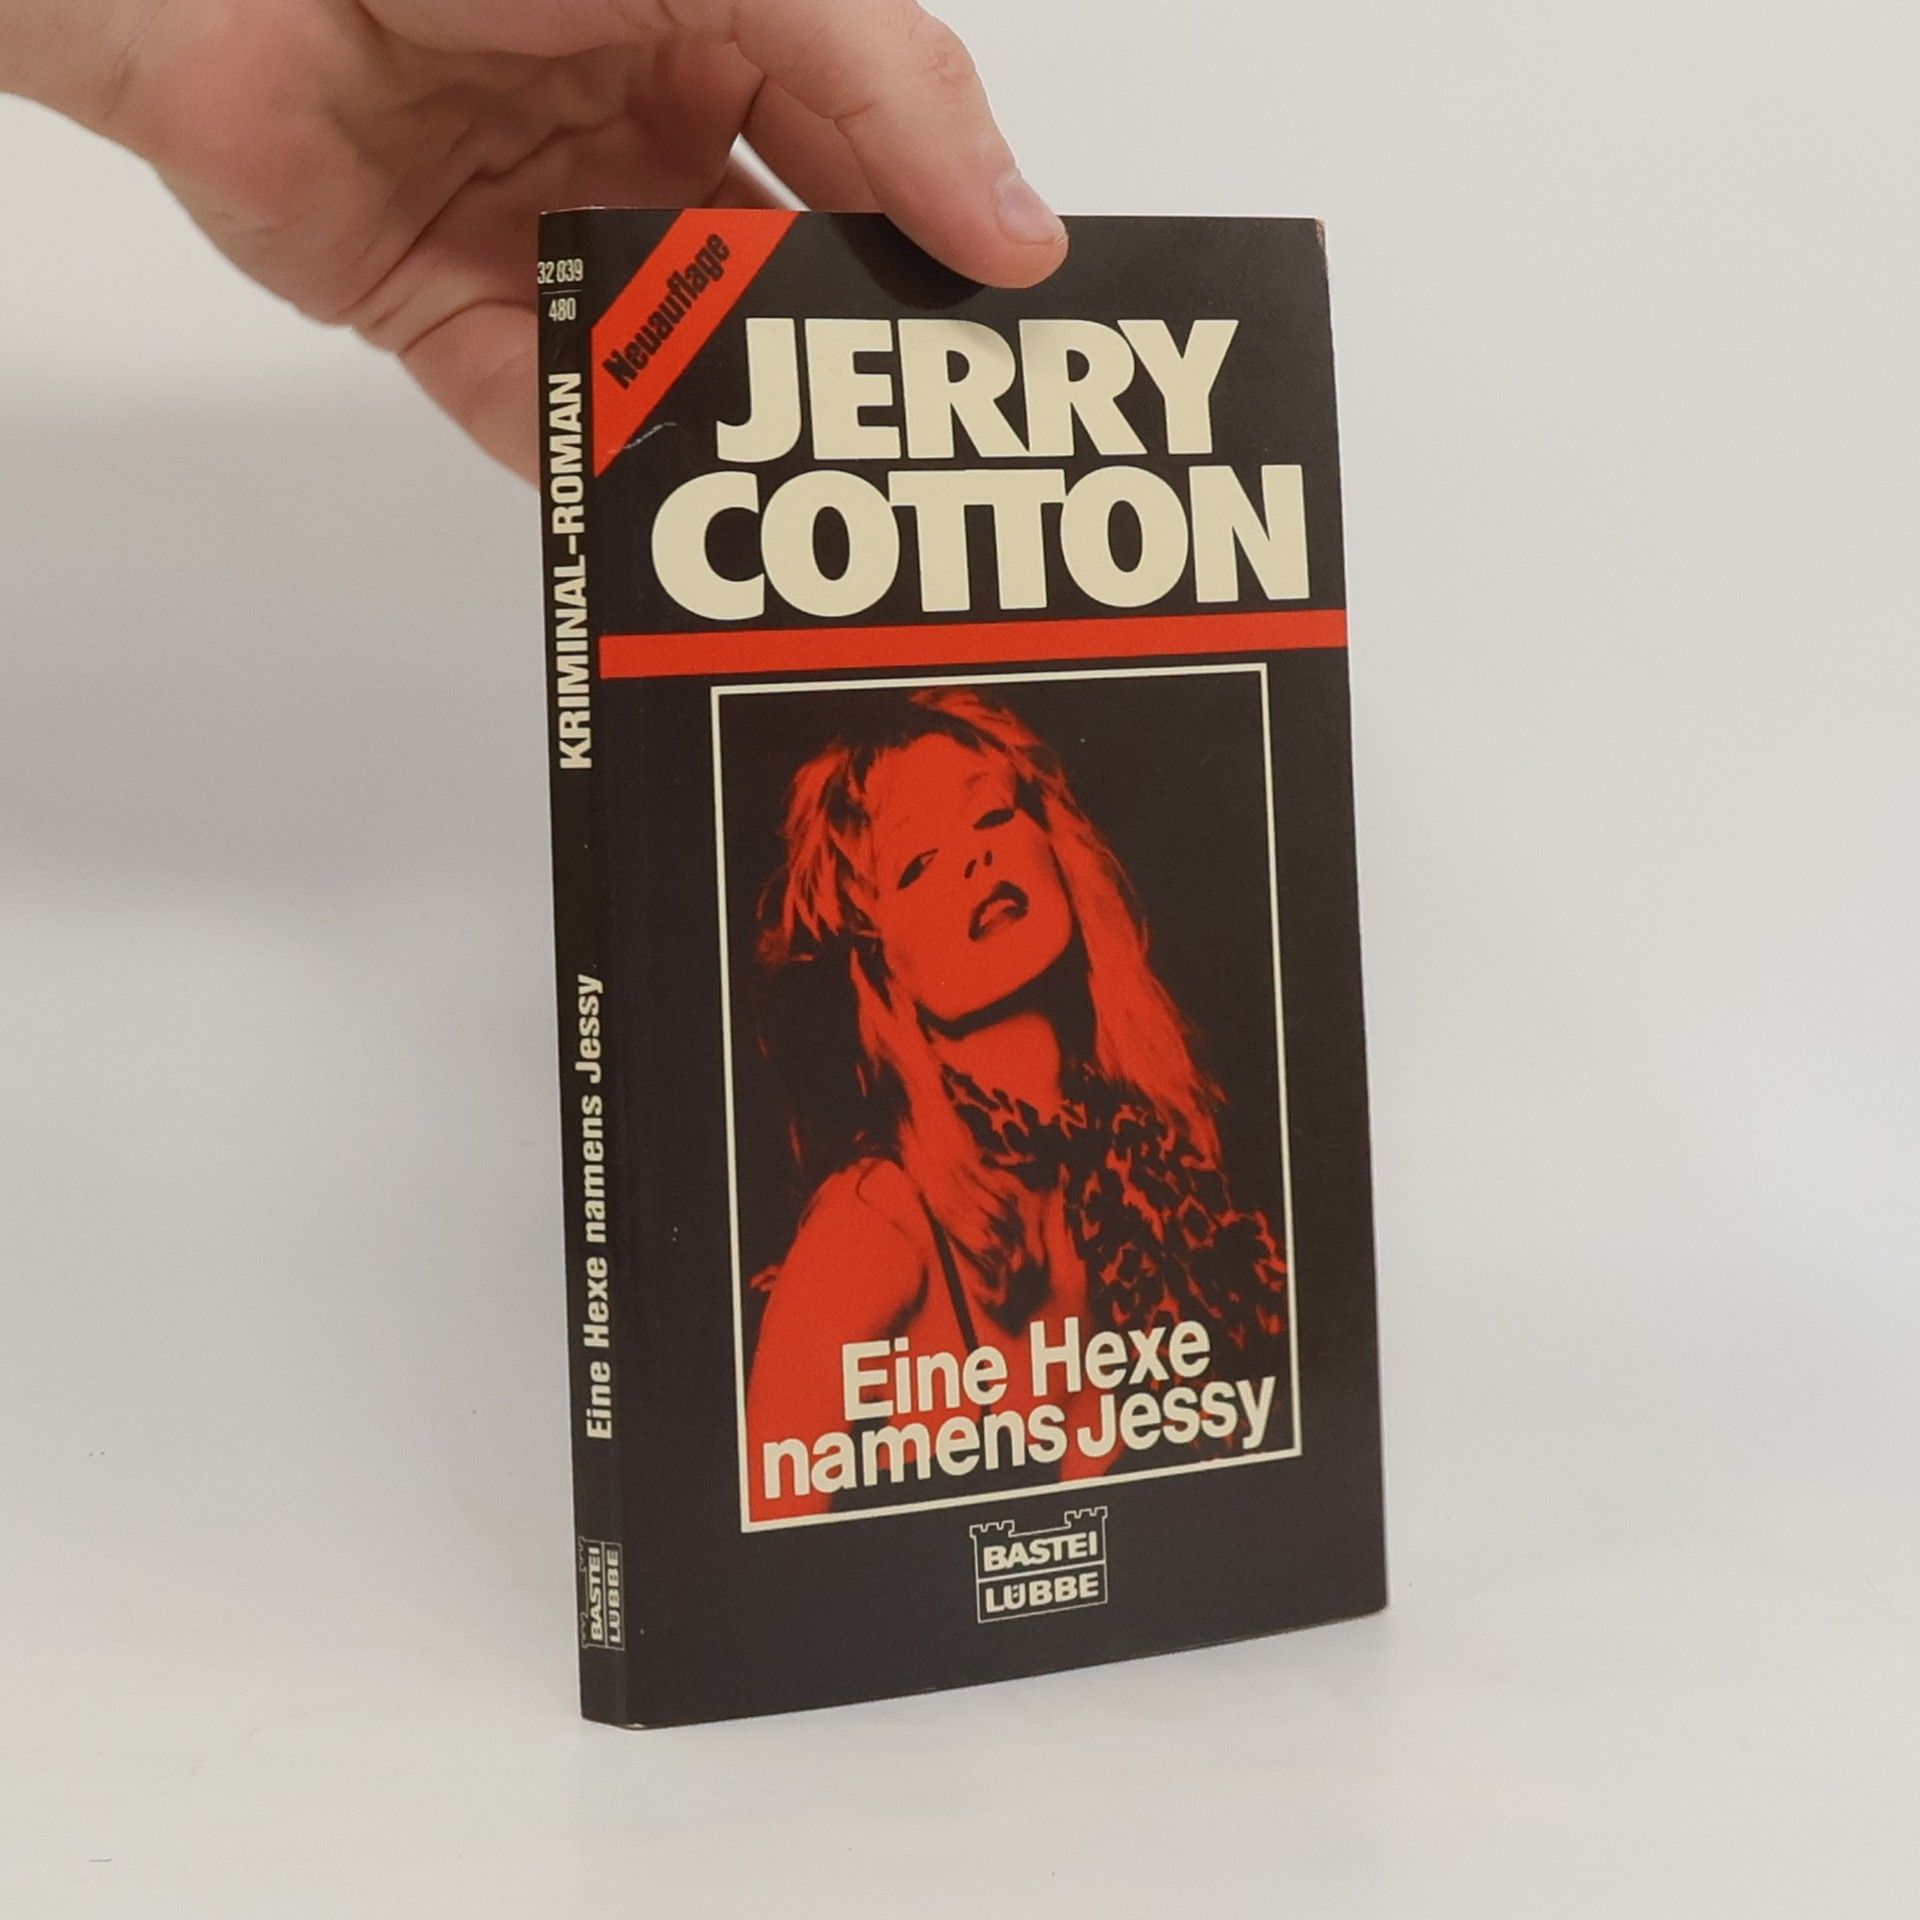 32 039
480
KRIMINAL-ROMAN
Eine Hexe namens Jessy
BASTEI
LÜBBE
Neuauflage
JERRY
COTTON
Eine Hexe
namens Jessy
BASTEI
LÜBBE